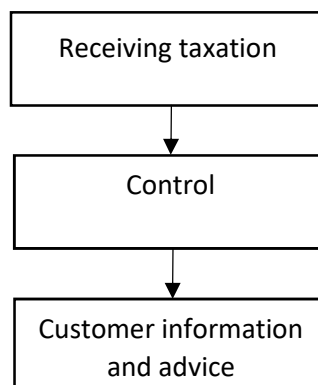 Receiving taxation
Control
Customer information
and advice